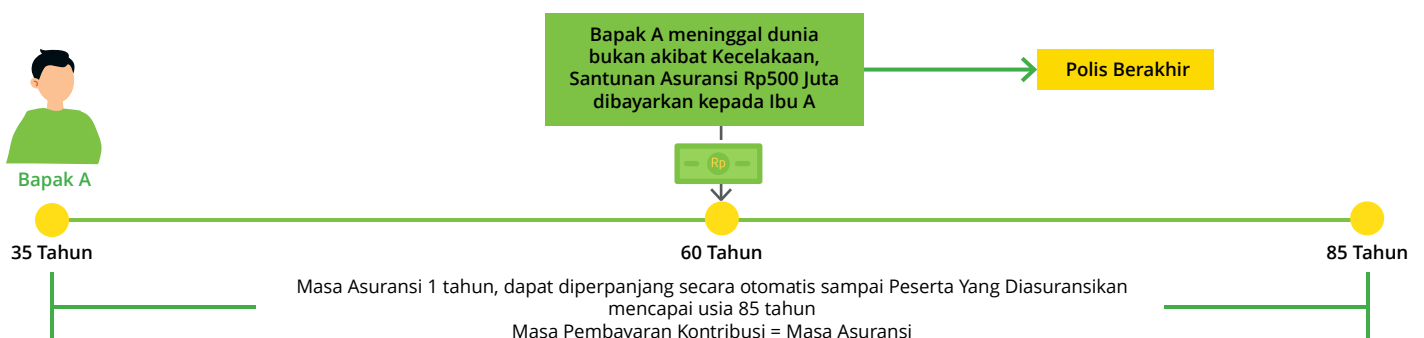 Bapak A meninggal dunia
bukan akibat Kecelakaan,
Santunan Asuransi Rp500 Juta
dibayarkan kepada Ibu A
Polis Berakhir
Rp
Bapak A
35 Tahun
60 Tahun
85 Tahun
Masa Asuransi 1 tahun, dapat diperpanjang secara otomatis sampai Peserta Yang Diasuransikan
mencapai usia 85 tahun
Masa Pembayaran Kontribusi = Masa Asuransi